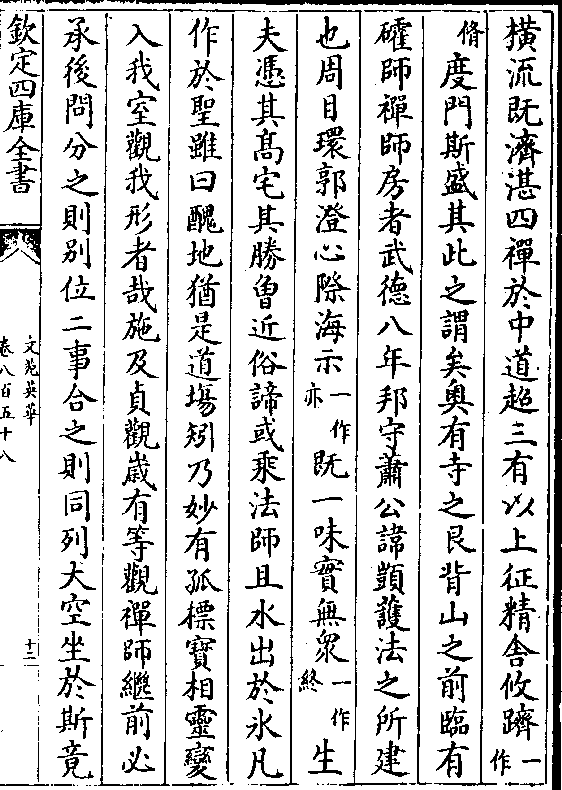 橫流既濟湛四禪於中道超三有以上征精舍攸躋一作
脩度門斯盛其此之謂矣奥有寺之艮背山之前臨有
礭師禪師房者武德八年邦守蕭公諱顗護法之所建
也周目環郭澄心際海示一作亦既一味實無衆一作終生
夫憑其髙宅其勝曾近俗諦或乘法師且水出於氷凡
作於聖雖曰醜地猶是道塲矧乃妙有孤標寶相靈變
入我室觀我形者哉施及貞觀嵗有等觀禪師繼前必
承後問分之則别位二事合之則同列大空坐於斯竟
欽定四庫全書
文苑英華
卷八百五十八
十二